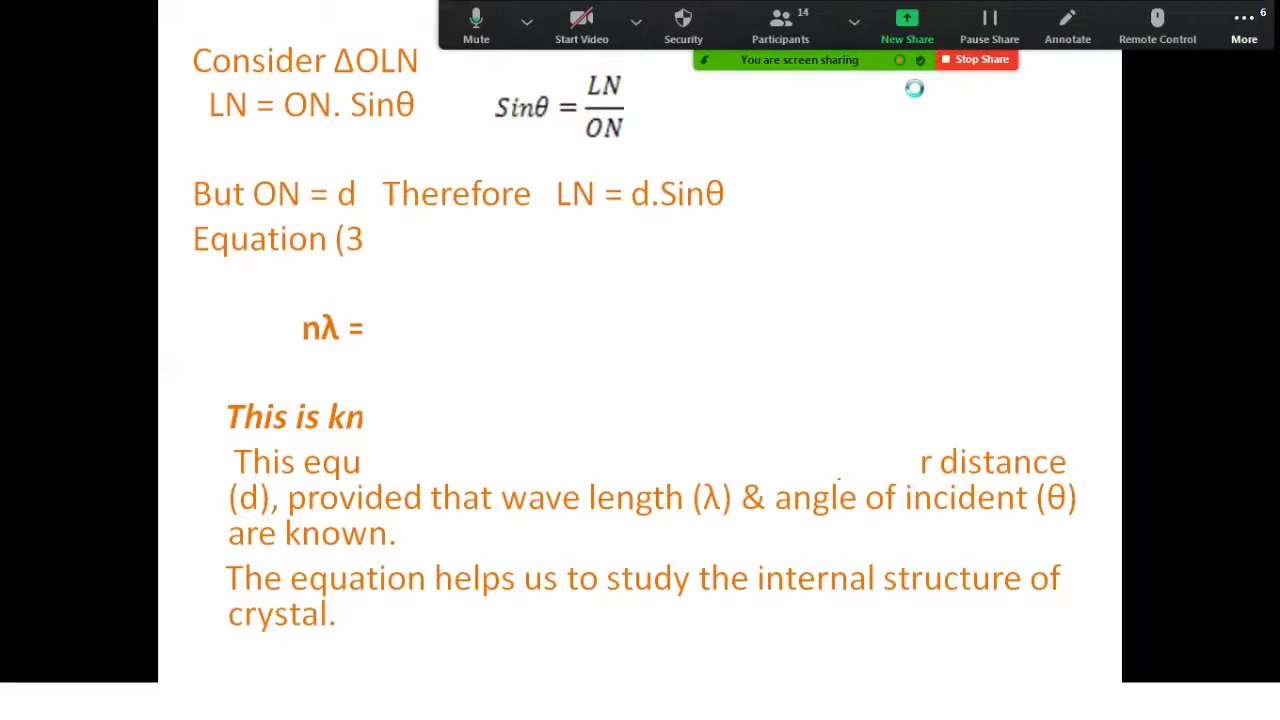 Mute
Start Video
Security
Participants
14
New Share
Pause Share
Annotate
Remote Control
More
6
You are screen sharing
Stop Share
Consider ΔOLN
LN = ON. Sinθ
Sinθ = LN
ON
But ON = d Therefore LN = d.Sinθ
Equation (3
nλ =
This is kn
This equ r distance
(d), provided that wave length (λ) & angle of incident (θ)
are known.
The equation helps us to study the internal structure of
crystal.